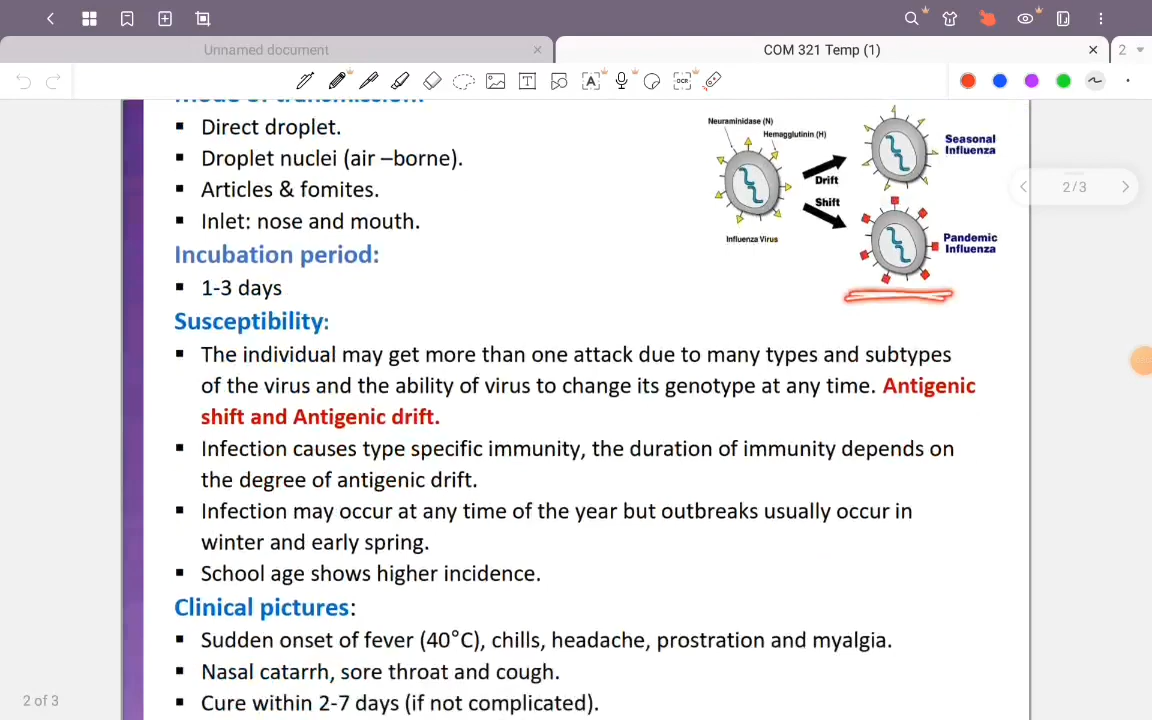 Unnamed document
COM 321 Temp (1)
2
Mode of transmission:
Direct droplet.
Droplet nuclei (air –borne).
Articles & fomites.
Inlet: nose and mouth.
Neuraminidase (N)
Hemagglutinin (H)
Drift
Shift
Influenza Virus
Seasonal
Influenza
Pandemic
Influenza
2/3
Incubation period:
1-3 days
Susceptibility:
The individual may get more than one attack due to many types and subtypes
of the virus and the ability of virus to change its genotype at any time. Antigenic
shift and Antigenic drift.
Infection causes type specific immunity, the duration of immunity depends on
the degree of antigenic drift.
Infection may occur at any time of the year but outbreaks usually occur in
winter and early spring.
School age shows higher incidence.
Clinical pictures:
Sudden onset of fever (40°C), chills, headache, prostration and myalgia.
Nasal catarrh, sore throat and cough.
Cure within 2-7 days (if not complicated).
2 of 3